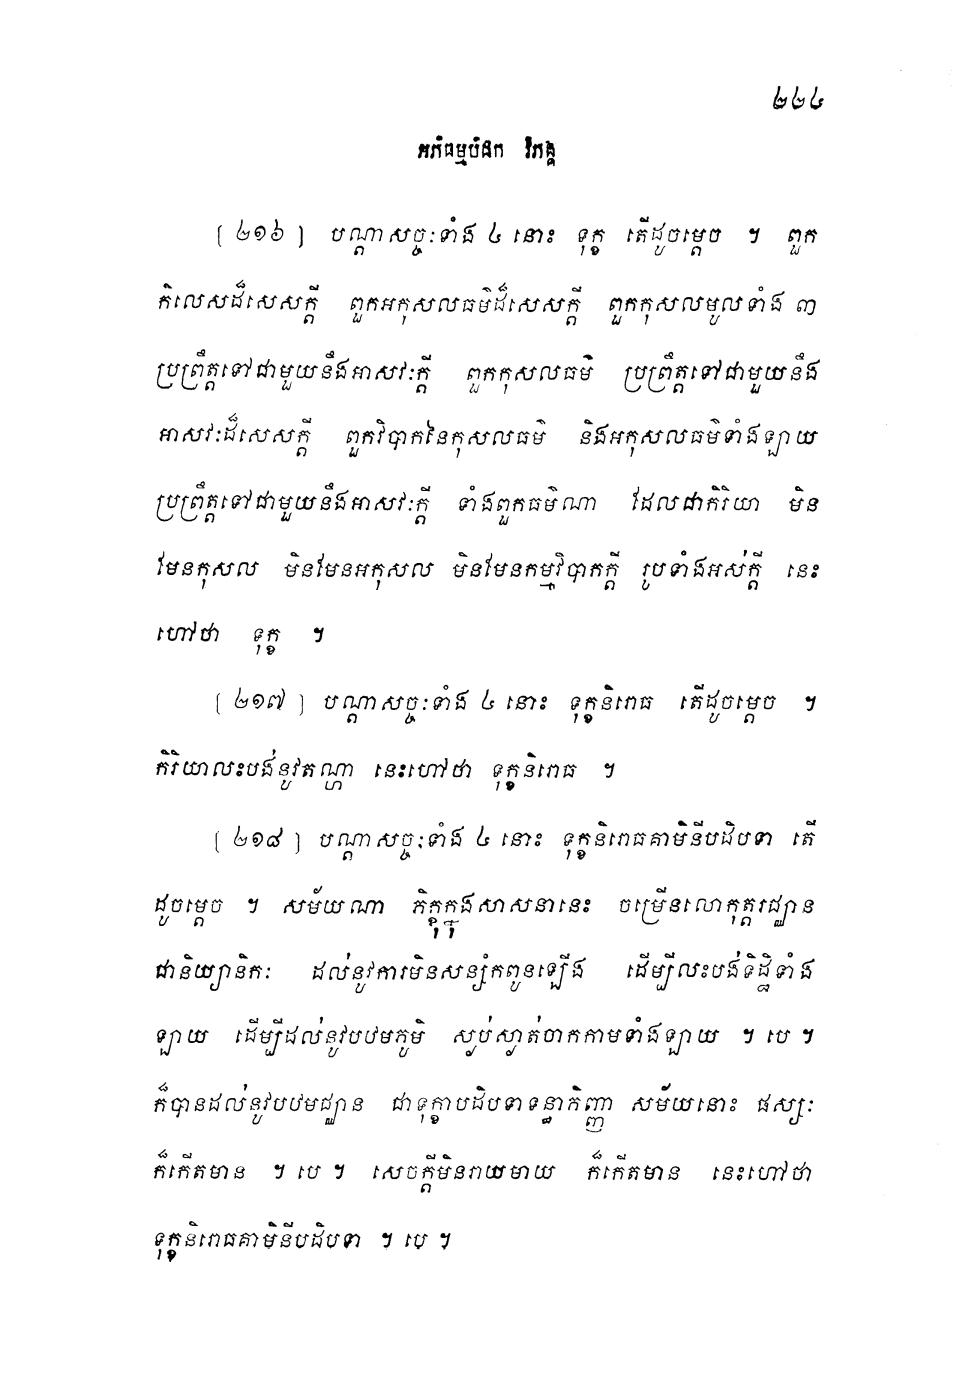 ២២៤
អភិធម្មបិដក វិភង្គ
[ ២១៦ ] បណ្តាសច្ចៈទាំង ៤ នោះ ទុក្ខ តើដូចម្តេច ។ ពួក
កិលេសដ៏សេសក្តី ពួកអកុសលធម៌ដ៏សេសក្តី ពួកកុសលមូលទាំង ៣
ប្រព្រឹត្តទៅជាមួយនឹងអាសវៈក្តី ពួកកុសលធម៌ ប្រព្រឹត្តទៅជាមួយនឹង
អាសវៈដ៏សេសក្តី ពួកវិបាកនៃកុសលធម៌ និងអកុសលធម៌ទាំងឡាយ
ប្រព្រឹត្តទៅជាមួយនឹងអាសវៈក្តី ទាំងពួកធម៌ណា ដែលជាកិរិយា មិន
មែនកុសល មិនមែនអកុសល មិនមែនកម្មវិបាកក្តី រូបទាំងអស់ក្តី នេះ
ហៅថា ទុក្ខ ។
[ ២១៧ ] បណ្តាសច្ចៈទាំង ៤ នោះ ទុក្ខនិរោធ តើដូចម្តេច ។
កិរិយាលះបង់នូវតណ្ហា នេះហៅថា ទុក្ខនិរោធ ។
[ ២១៨ ] បណ្តាសច្ចៈទាំង ៤ នោះ ទុក្ខនិរោធគាមិនីបដិបទា តើ
ដូចម្តេច ។ សម័យណា ភិក្ខុក្នុងសាសនានេះ ចម្រើនលោកុត្តរជ្ឈាន
ជានិយ្យានិកៈ ដល់នូវការមិនសន្សំកពូនឡើង ដើម្បីលះបង់ទិដ្ឋិទាំង
ឡាយ ដើម្បីដល់នូវបឋមភូមិ ស្ងប់ស្ងាត់ចាកកាមទាំងឡាយ ។ បេ ។
ក៏បានដល់នូវបឋមជ្ឈាន ជាទុក្ខាបដិបទាទន្ធាភិញ្ញា សម័យនោះ ផស្សៈ
ក៏កើតមាន ។ បេ ។ សេចក្តីមិនរាយមាយ ក៏កើតមាន នេះហៅថា
ទុក្ខនិរោធគាមិនីបដិបទា ។ បេ ។